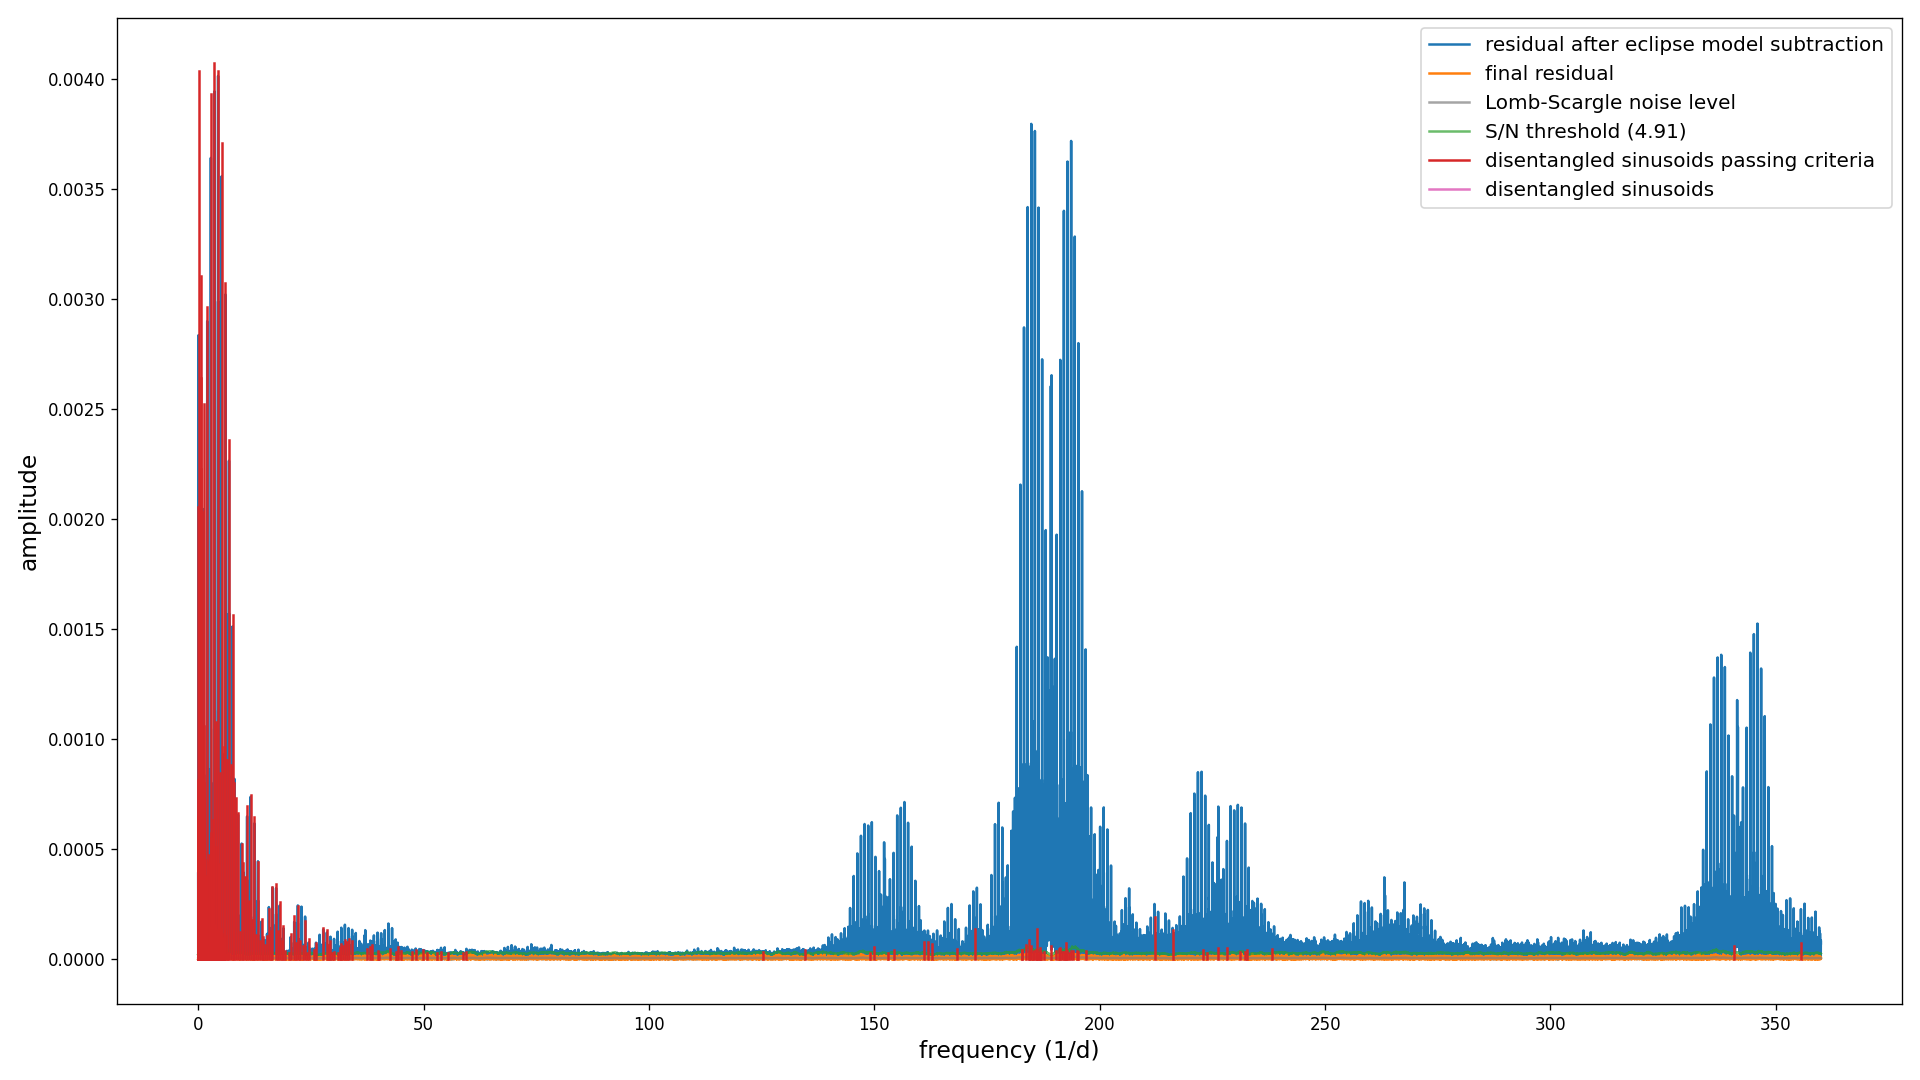 residual after eclipse model subtraction
final residual
Lomb-Scargle noise level
S/N threshold (4.91)
disentangled sinusoids passing criteria
disentangled sinusoids
0.0040
0.0035
0.0030
0.0025
0.0020
0.0015
0.0010
0.0005
0.0000
amplitude
0 50 100 150 200 250 300 350
frequency (1/d)